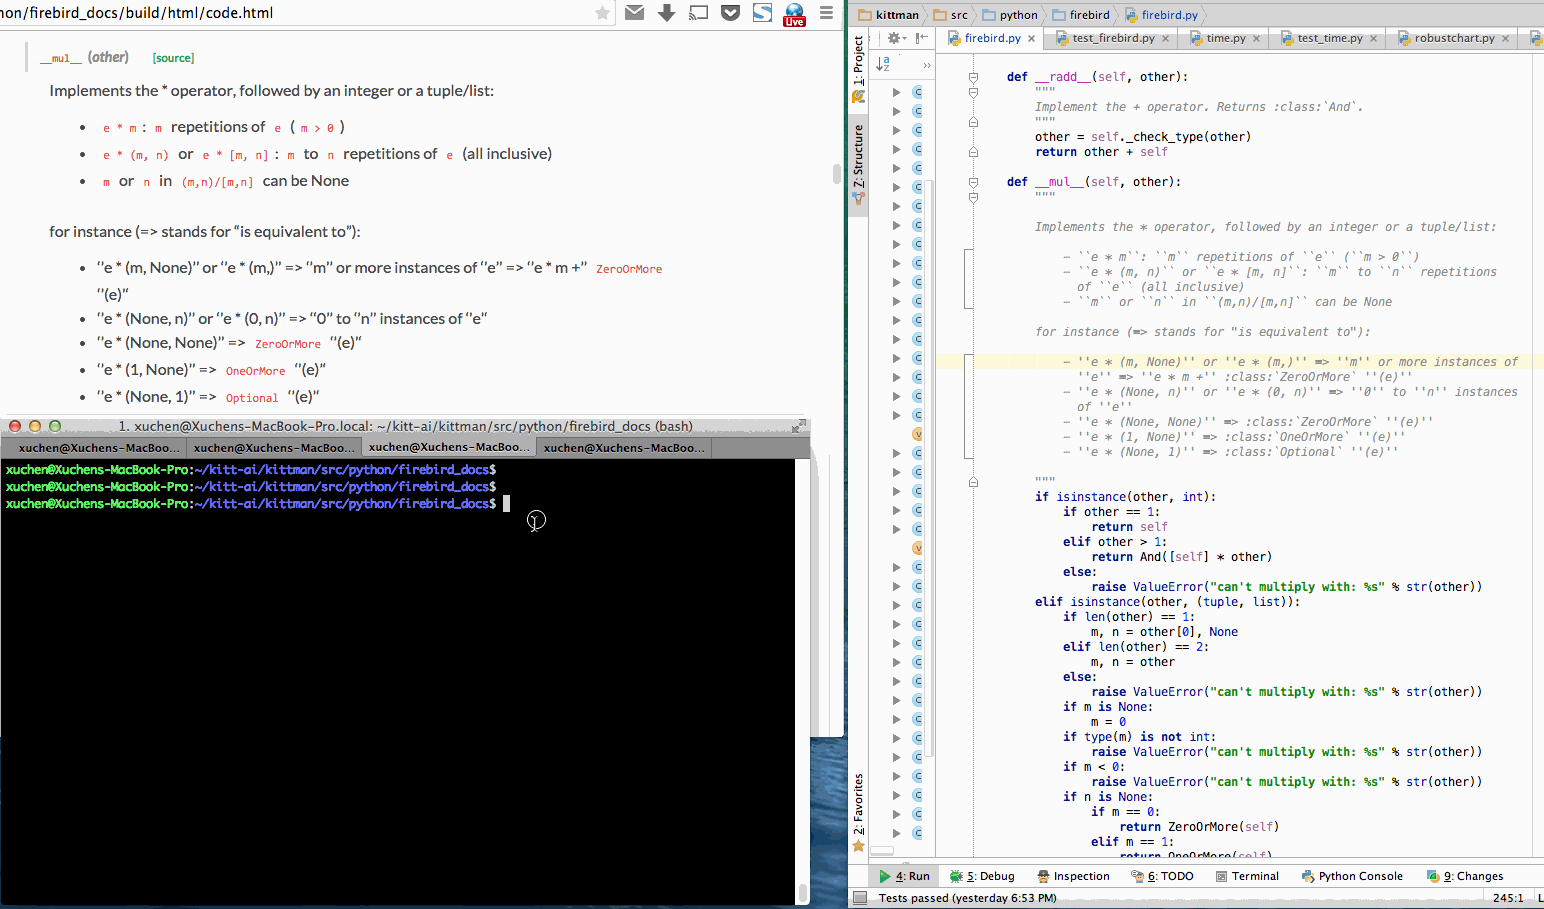 non/firebird_docs/build/html/code.html
Live
__mul__ (other) [source]
Implements the * operator, followed by an integer or a tuple/list:
e * m : m repetitions of e ( m > 0 )
e * (m, n) or e * [m, n] : m to n repetitions of e (all inclusive)
m or n in (m,n)/[m,n] can be None
for instance (=> stands for “is equivalent to”):
‘’e * (m, None)’’ or ‘’e * (m,)’’ => ‘’m’’ or more instances of ‘’e’’ => ‘’e * m +’’ ZeroOrMore
‘’(e)‘’
‘’e * (None, n)’’ or ‘’e * (0, n)’’ => ‘’0’’ to ‘’n’’ instances of ‘’e‘’
‘’e * (None, None)’’ => ZeroOrMore ‘’(e)‘’
‘’e * (1, None)’’ => OneOrMore ‘’(e)‘’
‘’e * (None, 1)’’ => Optional ‘’(e)‘’
1. xuchen@Xuchens-MacBook-Pro.local: ~/kitt-ai/kittman/src/python/firebird_docs (bash)
xuchen@Xuchens-MacBoo... xuchen@Xuchens-MacBoo... xuchen@Xuchens-MacBoo... xuchen@Xuchens-MacBoo...
xuchen@Xuchens-MacBook-Pro:~/kitt-ai/kittman/src/python/firebird_docs$
xuchen@Xuchens-MacBook-Pro:~/kitt-ai/kittman/src/python/firebird_docs$
xuchen@Xuchens-MacBook-Pro:~/kitt-ai/kittman/src/python/firebird_docs$
kittman src python firebird firebird.py
firebird.py test_firebird.py time.py test_time.py robustchart.py
1: Project
Z: Structure
2: Favorites
def __radd__(self, other):
"""
Implement the + operator. Returns :class:`And`.
"""
other = self._check_type(other)
return other + self
def __mul__(self, other):
"""
Implements the * operator, followed by an integer or a tuple/list:
- ``e * m``: ``m`` repetitions of ``e`` (``m > 0``)
- ``e * (m, n)`` or ``e * [m, n]``: ``m`` to ``n`` repetitions
of ``e`` (all inclusive)
- ``m`` or ``n`` in ``(m,n)/[m,n]`` can be None
for instance (=> stands for "is equivalent to"):
- ''e * (m, None)'' or ''e * (m,)'' => ''m'' or more instances of
''e'' => ''e * m +'' :class:`ZeroOrMore` ''(e)''
- ''e * (None, n)'' or ''e * (0, n)'' => ''0'' to ''n'' instances
of ''e''
- ''e * (None, None)'' => :class:`ZeroOrMore` ''(e)''
- ''e * (1, None)'' => :class:`OneOrMore` ''(e)''
- ''e * (None, 1)'' => :class:`Optional` ''(e)''
"""
if isinstance(other, int):
if other == 1:
return self
elif other > 1:
return And([self] * other)
else:
raise ValueError("can't multiply with: %s" % str(other))
elif isinstance(other, (tuple, list)):
if len(other) == 1:
m, n = other[0], None
elif len(other) == 2:
m, n = other
else:
raise ValueError("can't multiply with: %s" % str(other))
if m is None:
m = 0
if type(m) is not int:
raise ValueError("can't multiply with: %s" % str(other))
if m < 0:
raise ValueError("can't multiply with: %s" % str(other))
if n is None:
if m == 0:
return ZeroOrMore(self)
elif m == 1:
return OneOrMore(self)
4: Run 5: Debug Inspection 6: TODO Terminal Python Console 9: Changes
Tests passed (yesterday 6:53 PM) 245:1